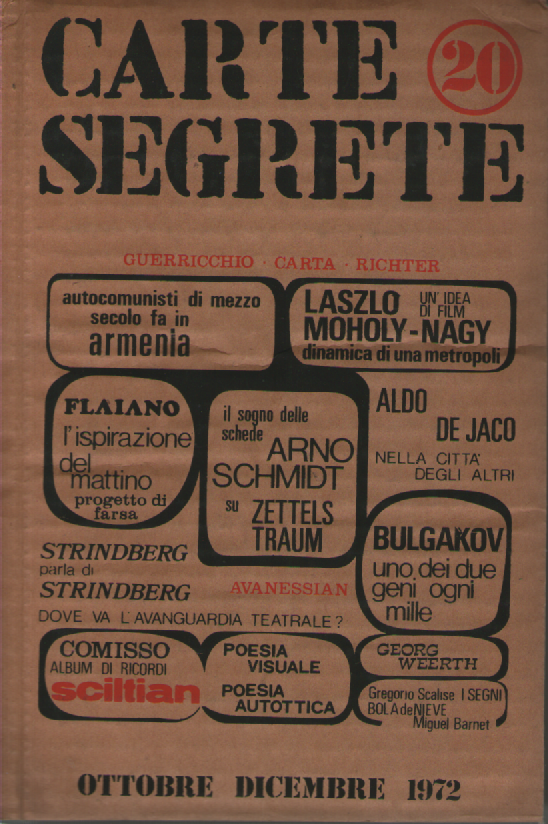 CARTE
20
SEGRETE
GUERRICCHIO · CARTA · RICHTER
autocomunisti di mezzo
secolo fa in
armenia
LASZLO UN' IDEA
DI FILM
MOHOLY-NAGY
dinamica di una metropoli
FLAIANO
l'ispirazione
del
mattino
progetto di
farsa
il sogno delle
schede
ARNO
SCHMIDT
su ZETTELS
TRAUM
ALDO
DE JACO
NELLA CITTA'
DEGLI ALTRI
BULGAKOV
uno dei due
geni ogni
mille
STRINDBERG
parla di
STRINDBERG
AVANESSIAN
DOVE VA L'AVANGUARDIA TEATRALE?
COMISSO
ALBUM DI RICORDI
sciltian
POESIA
VISUALE
POESIA
AUTOTTICA
GEORG
WEERTH
Gregorio Scalise I SEGNI
BOLA de NIEVE
Miguel Barnet
OTTOBRE DICEMBRE 1972